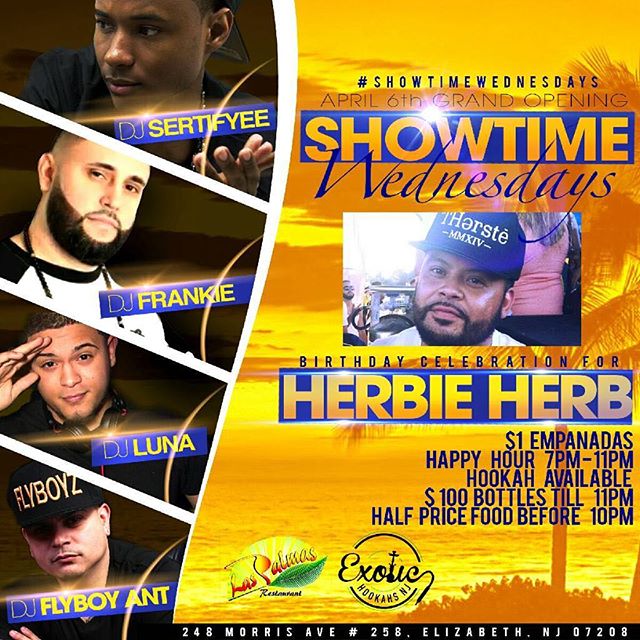 DJ SERTIFYEE
DJ FRANKIE
DJ LUNA
FLYBOYZ
DJ FLYBOY ANT
#SHOWTIMEWEDNESDAYS
APRIL 6th GRAND OPENING
SHOWTIME
Wednesdays
THərstè
-MMXIV-
BIRTHDAY CELEBRATION FOR
HERBIE HERB
$1 EMPANADAS
HAPPY HOUR 7PM-11PM
HOOKAH AVAILABLE
$100 BOTTLES TILL 11PM
HALF PRICE FOOD BEFORE 10PM
Las Palmas
Restaurant
Exotic
HOOKAHS NJ
248 MORRIS AVE # 258, ELIZABETH, NJ 07208